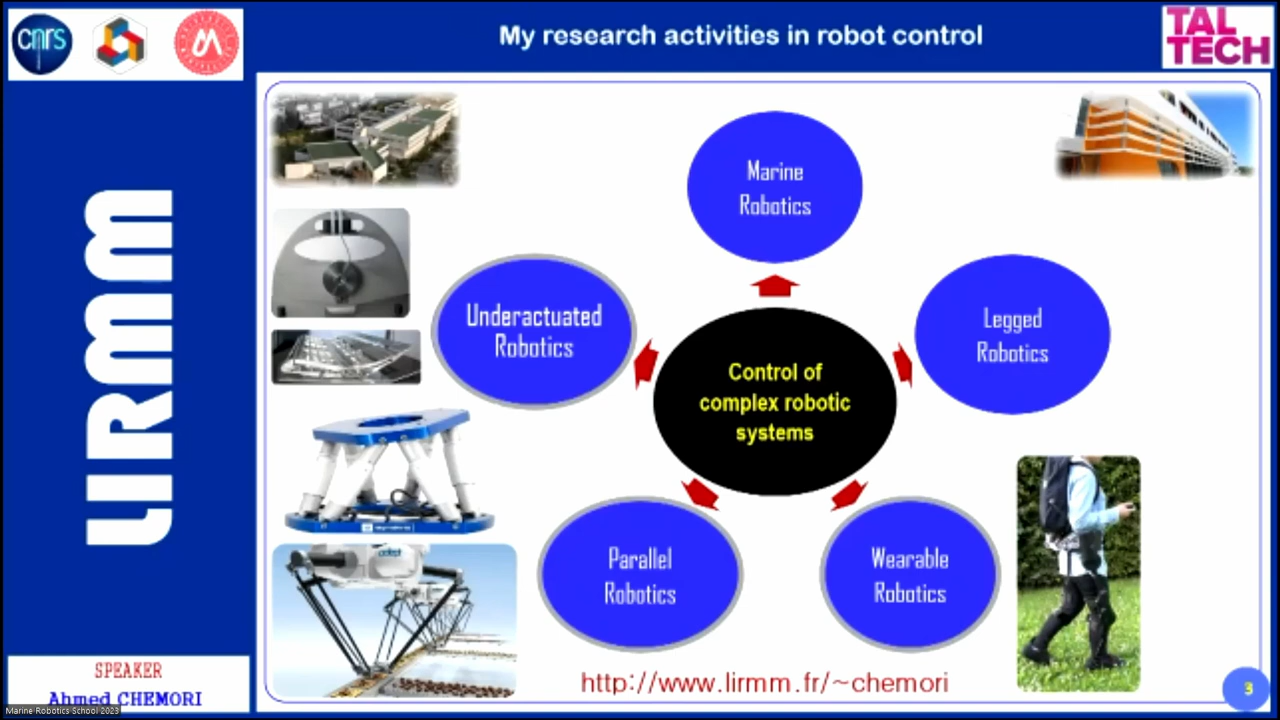 cnrs
My research activities in robot control
TAL
TECH
LIRMM
Marine
Robotics
Underactuated
Robotics
Legged
Robotics
Control of
complex robotic
systems
Parallel
Robotics
Wearable
Robotics
adept
http://www.lirmm.fr/~chemori
3
SPEAKER
Ahmed CHEMORI
Marine Robotics School 2023